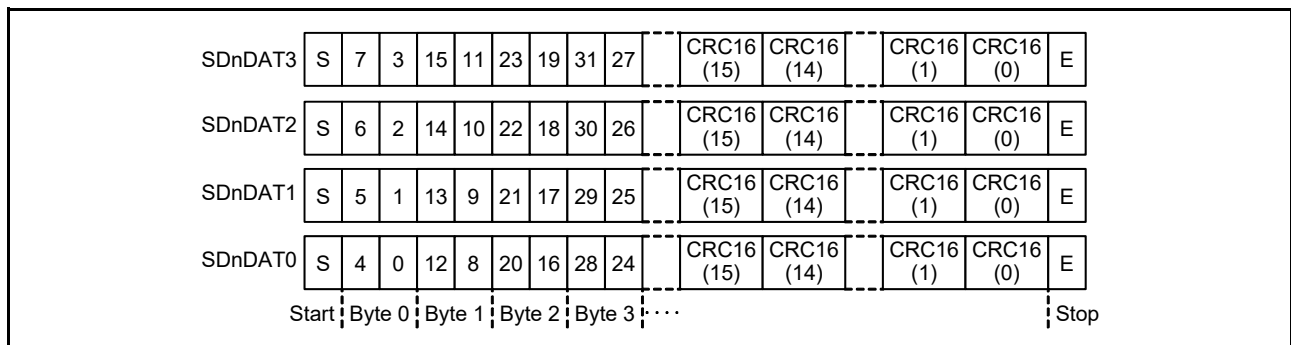 SDnDAT3 S 7 3 15 11 23 19 31 27 CRC16 (15) CRC16 (14) CRC16 (1) CRC16 (0) E
SDnDAT2 S 6 2 14 10 22 18 30 26 CRC16 (15) CRC16 (14) CRC16 (1) CRC16 (0) E
SDnDAT1 S 5 1 13 9 21 17 29 25 CRC16 (15) CRC16 (14) CRC16 (1) CRC16 (0) E
SDnDAT0 S 4 0 12 8 20 16 28 24 CRC16 (15) CRC16 (14) CRC16 (1) CRC16 (0) E
Start Byte 0 Byte 1 Byte 2 Byte 3 ···· Stop